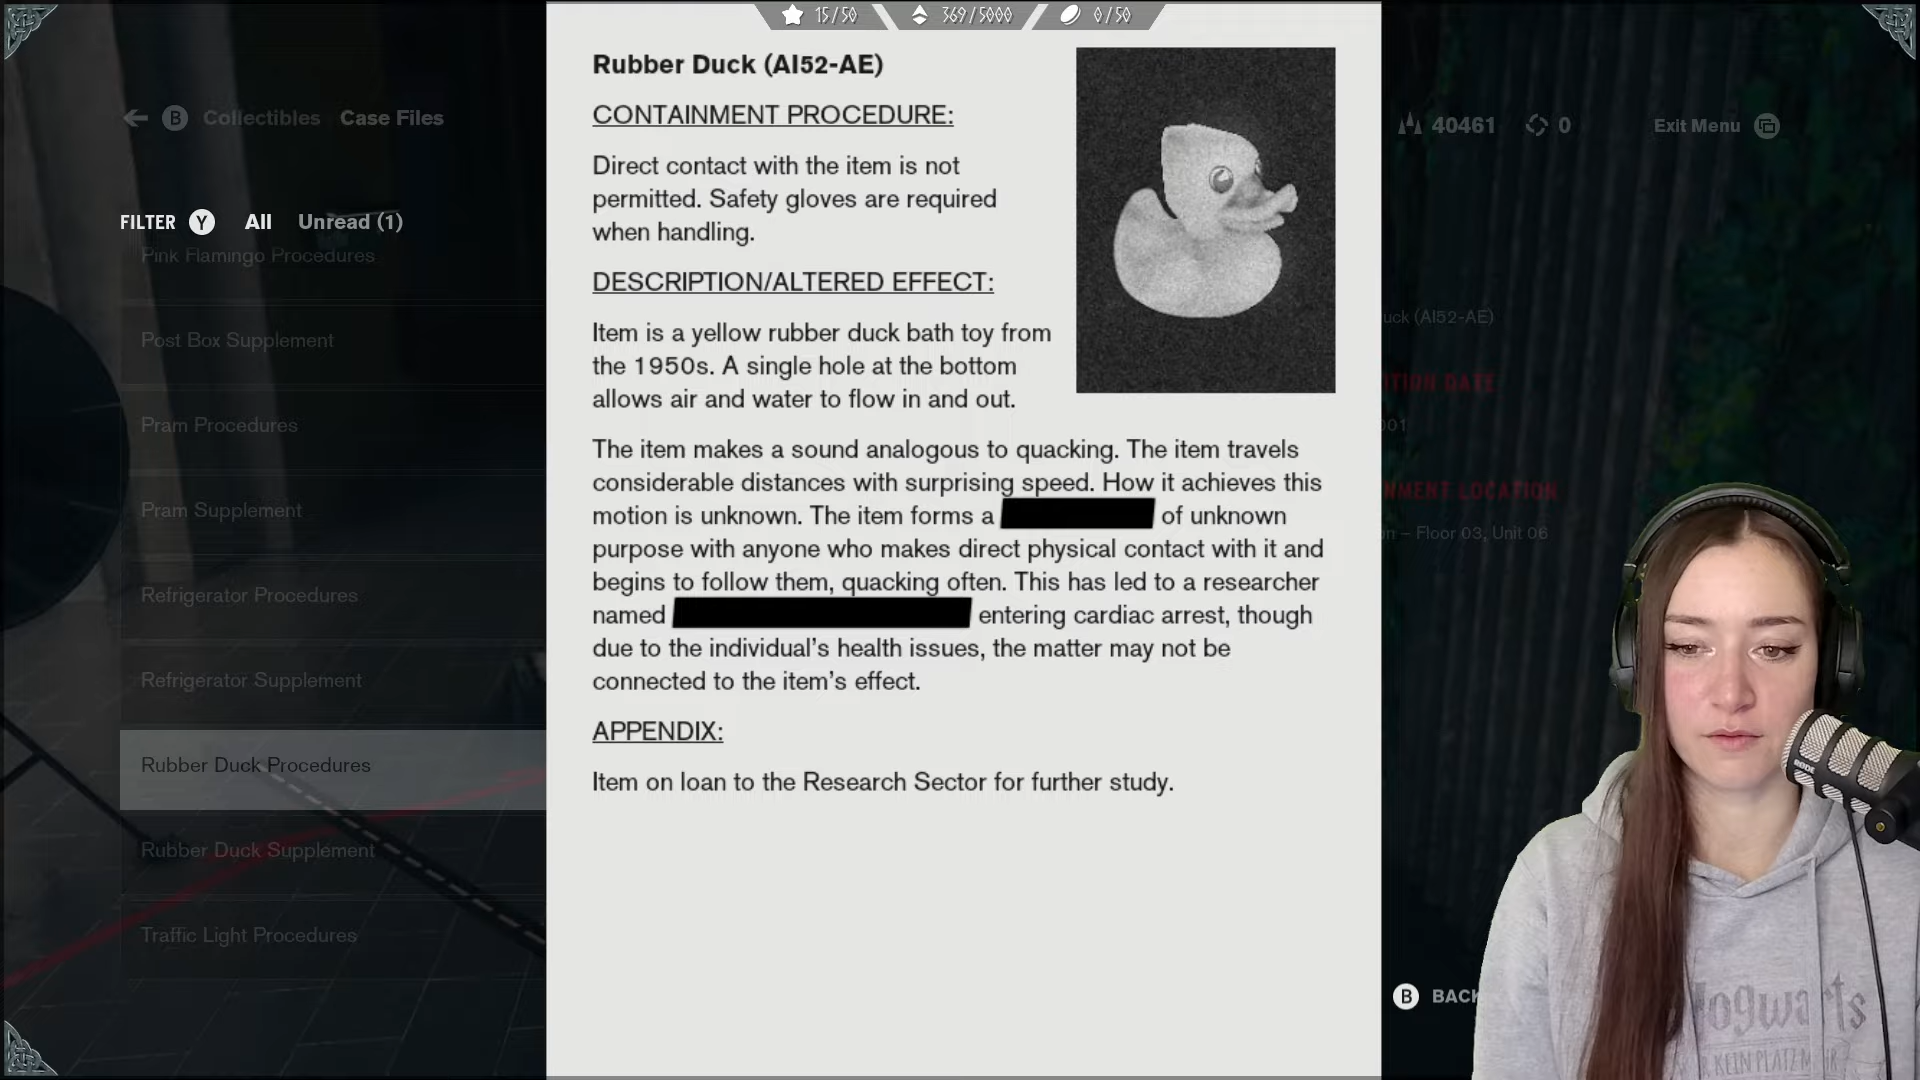 15/50 369/5000 0/50
B Collectibles Case Files
40461 0 Exit Menu
FILTER Y All Unread (1)
Pink Flamingo Procedures
Post Box Supplement
Pram Procedures
Pram Supplement
Refrigerator Procedures
Refrigerator Supplement
Rubber Duck Procedures
Rubber Duck Supplement
Traffic Light Procedures
Rubber Duck (AI52-AE)
CONTAINMENT PROCEDURE:
Direct contact with the item is not
permitted. Safety gloves are required
when handling.
DESCRIPTION/ALTERED EFFECT:
Item is a yellow rubber duck bath toy from
the 1950s. A single hole at the bottom
allows air and water to flow in and out.
The item makes a sound analogous to quacking. The item travels
considerable distances with surprising speed. How it achieves this
motion is unknown. The item forms a of unknown
purpose with anyone who makes direct physical contact with it and
begins to follow them, quacking often. This has led to a researcher
named entering cardiac arrest, though
due to the individual's health issues, the matter may not be
connected to the item's effect.
APPENDIX:
Item on loan to the Research Sector for further study.
(AI52-AE)
DATE
LOCATION
– Floor 03, Unit 06
B BACK
RØDE
Hogwarts
KEIN PLATZ